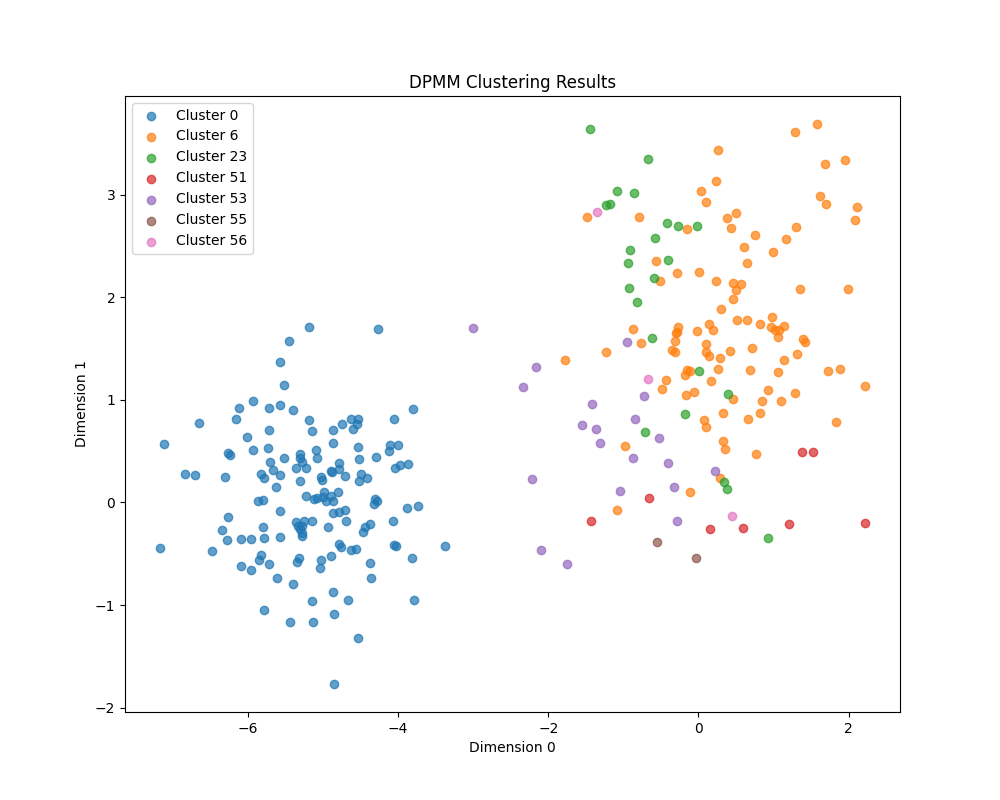 DPMM Clustering Results
Cluster 0
Cluster 6
Cluster 23
Cluster 51
Cluster 53
Cluster 55
Cluster 56
Dimension 1
3
2
1
0
−1
−2
−6
−4
−2
0
2
Dimension 0